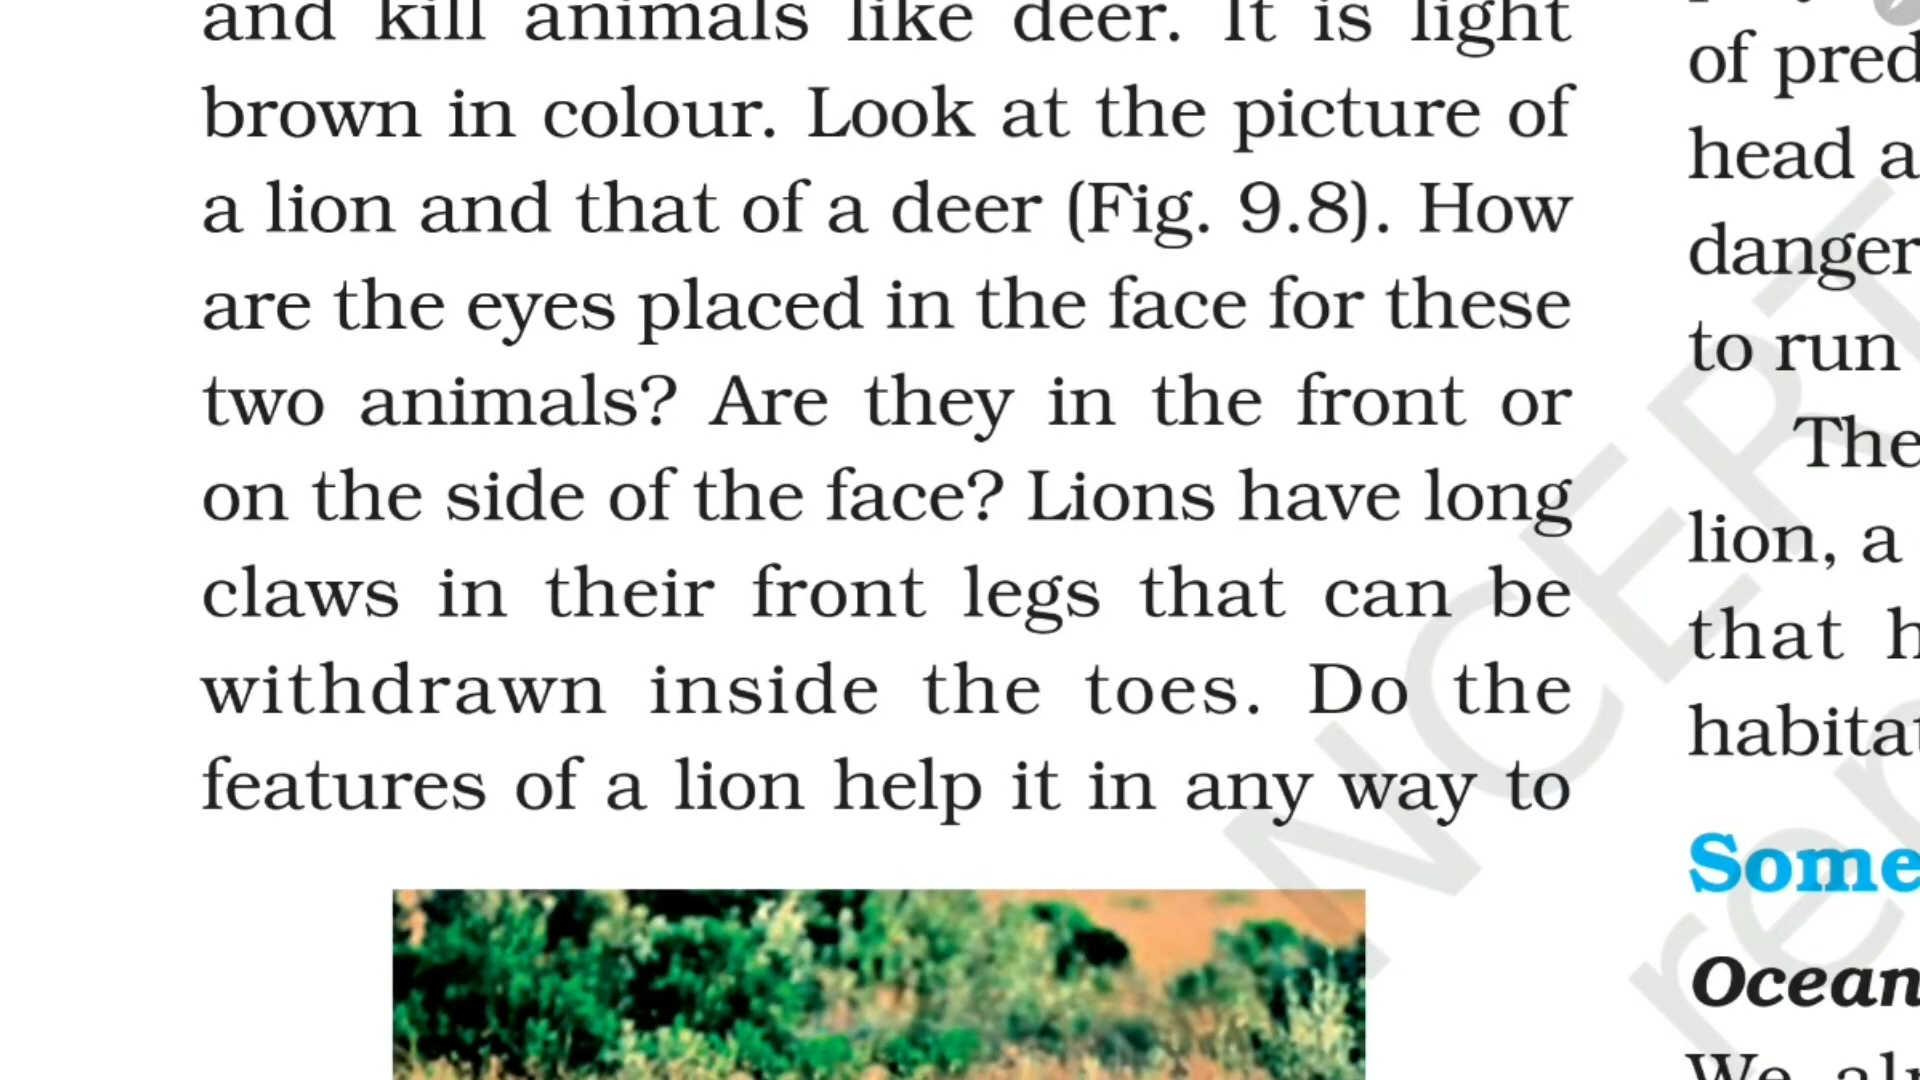 and kill animals like deer. It is light
brown in colour. Look at the picture of
a lion and that of a deer (Fig. 9.8). How
are the eyes placed in the face for these
two animals? Are they in the front or
on the side of the face? Lions have long
claws in their front legs that can be
withdrawn inside the toes. Do the
features of a lion help it in any way to
of pred
head a
danger
to run
The
lion, a
that h
habitat
Some
Ocean
We alr
NCERT